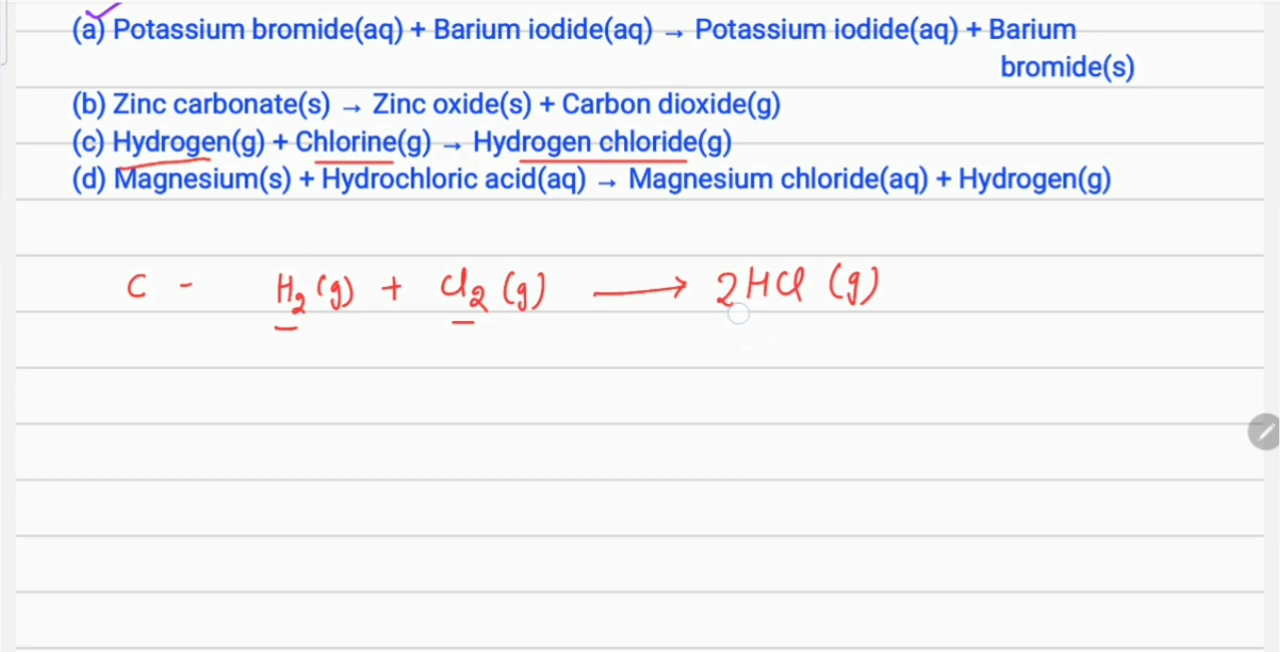 (a) Potassium bromide(aq) + Barium iodide(aq) → Potassium iodide(aq) + Barium
bromide(s)
(b) Zinc carbonate(s) → Zinc oxide(s) + Carbon dioxide(g)
(c) Hydrogen(g) + Chlorine(g) → Hydrogen chloride(g)
(d) Magnesium(s) + Hydrochloric acid(aq) → Magnesium chloride(aq) + Hydrogen(g)
C - H₂(g) + Cl₂(g) → 2HCl (g)